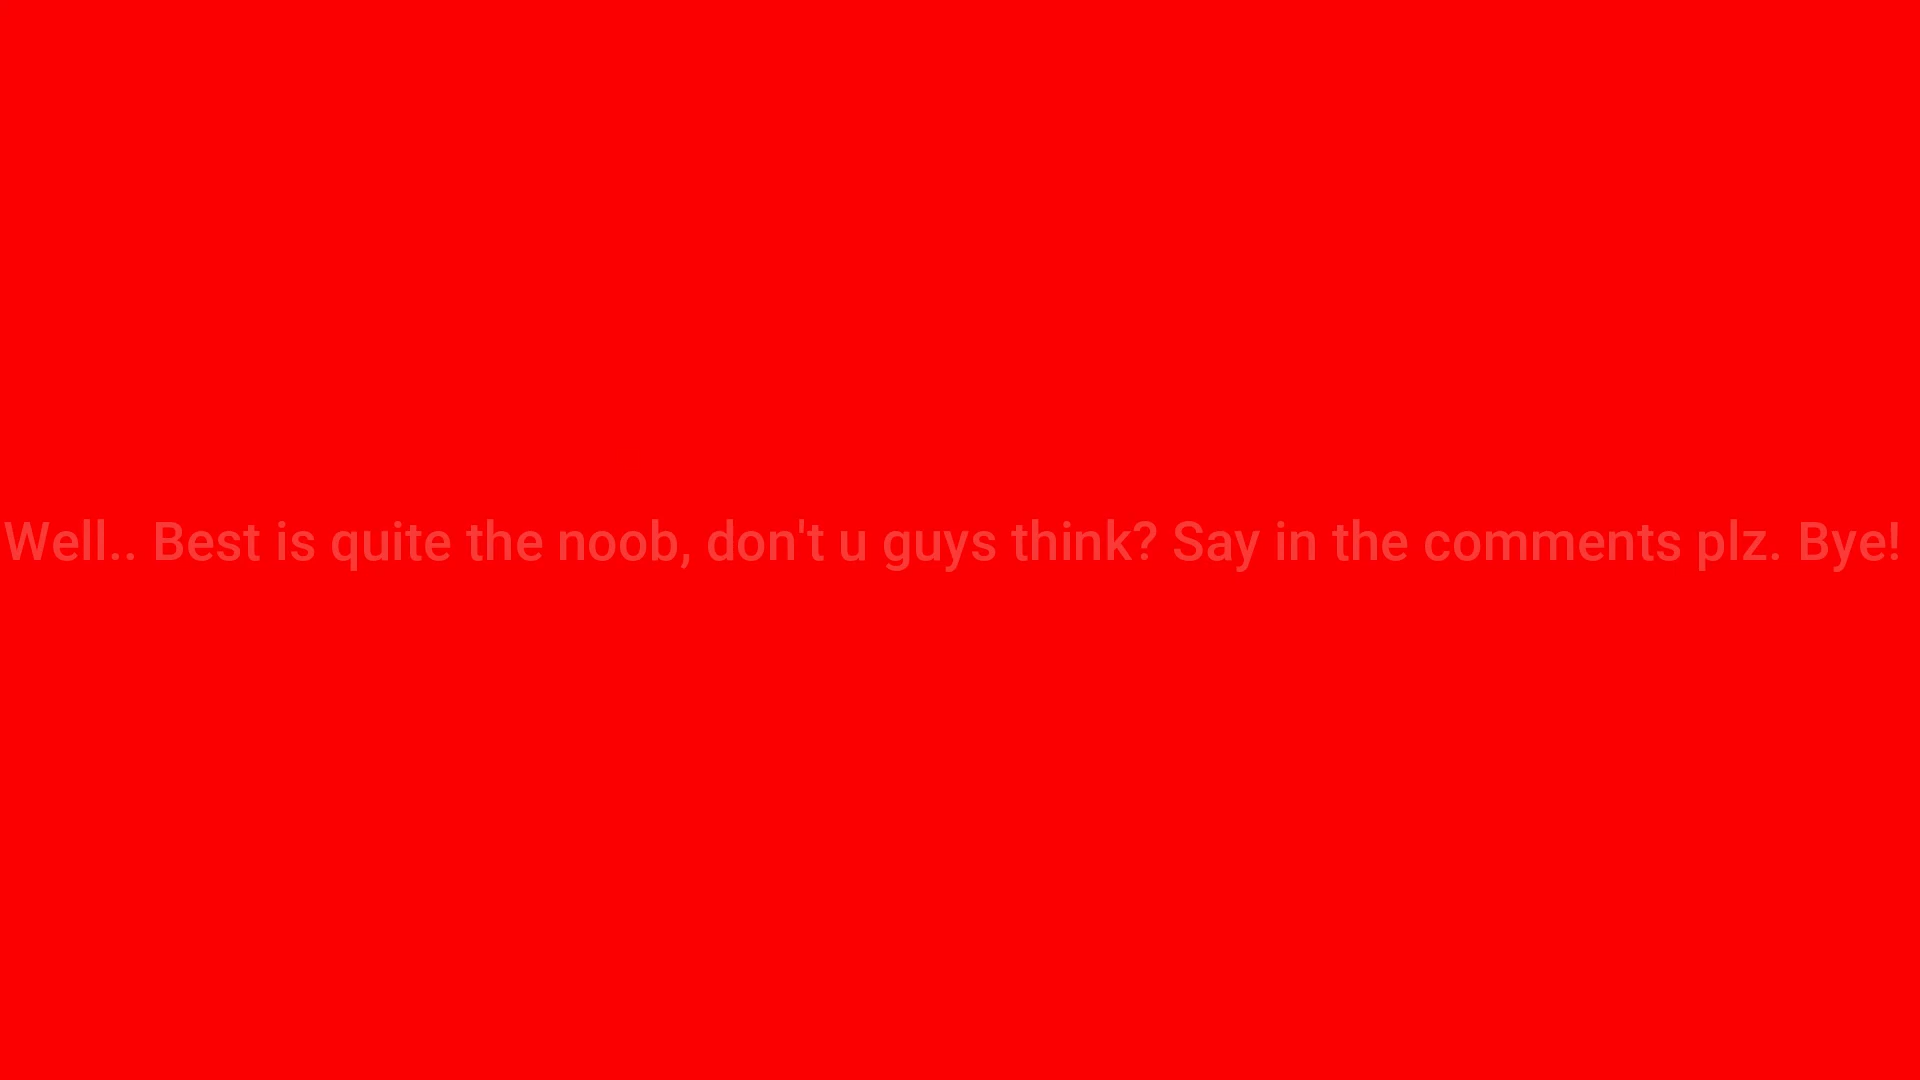 Well.. Best is quite the noob, don't u guys think? Say in the comments plz. Bye!